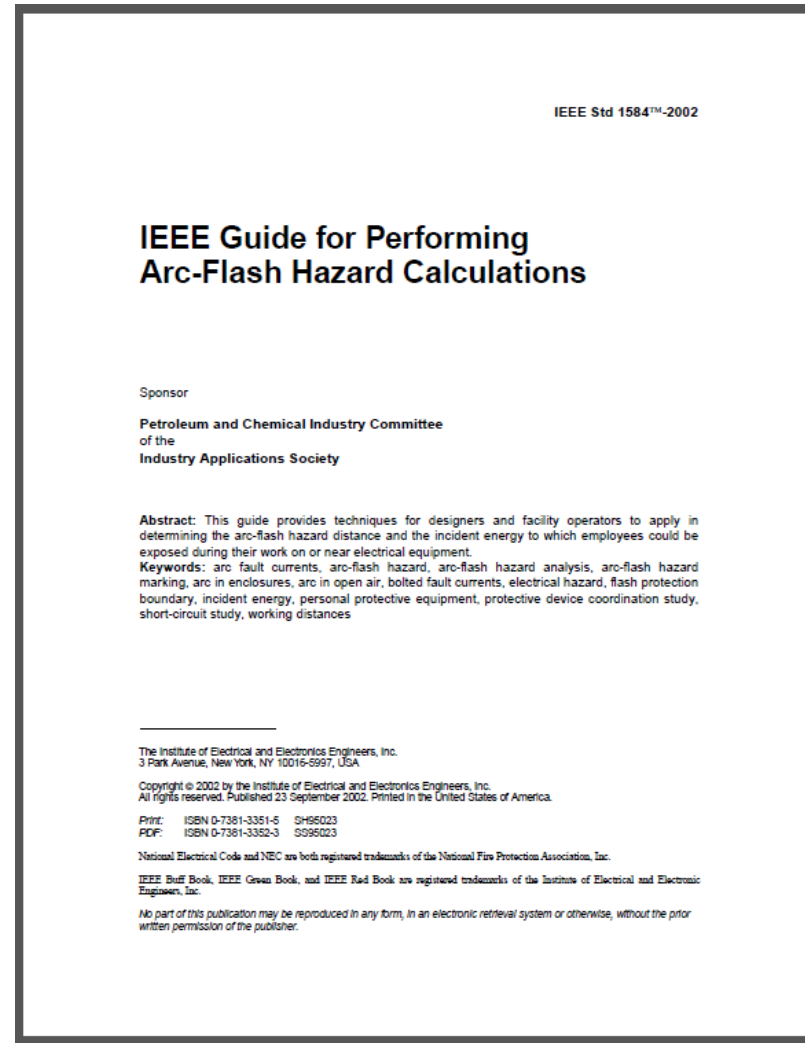 IEEE Std 1584™-2002
IEEE Guide for Performing
Arc-Flash Hazard Calculations
Sponsor
Petroleum and Chemical Industry Committee
of the
Industry Applications Society
Abstract: This guide provides techniques for designers and facility operators to apply in
determining the arc-flash hazard distance and the incident energy to which employees could be
exposed during their work on or near electrical equipment.
Keywords: arc fault currents, arc-flash hazard, arc-flash hazard analysis, arc-flash hazard
marking, arc in enclosures, arc in open air, bolted fault currents, electrical hazard, flash protection
boundary, incident energy, personal protective equipment, protective device coordination study,
short-circuit study, working distances
The Institute of Electrical and Electronics Engineers, Inc.
3 Park Avenue, New York, NY 10016-5997, USA
Copyright © 2002 by the Institute of Electrical and Electronics Engineers, Inc.
All rights reserved. Published 23 September 2002. Printed in the United States of America.
Print: ISBN 0-7381-3351-5 SH95023
PDF: ISBN 0-7381-3352-3 SS95023
National Electrical Code and NEC are both registered trademarks of the National Fire Protection Association, Inc.
IEEE Buff Book, IEEE Green Book, and IEEE Red Book are registered trademarks of the Institute of Electrical and Electronic
Engineers, Inc.
No part of this publication may be reproduced in any form, in an electronic retrieval system or otherwise, without the prior
written permission of the publisher.